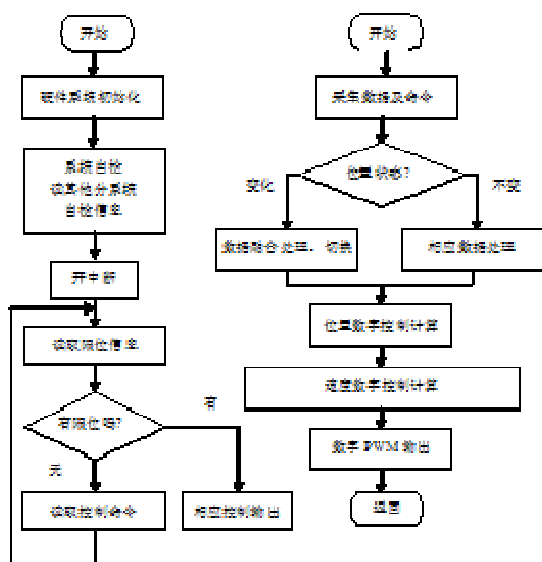 开始
硬件系统初始化
系统自检
读其他分系统
自检信息
开中断
读取限位信息
有限位吗?
有
无
读取控制命令
相应控制输出
开始
采集数据及命令
位置状态?
变化
不变
数据融合处理，切换
相应数据处理
位置数字控制计算
速度数字控制计算
数字 PWM 输出
返回